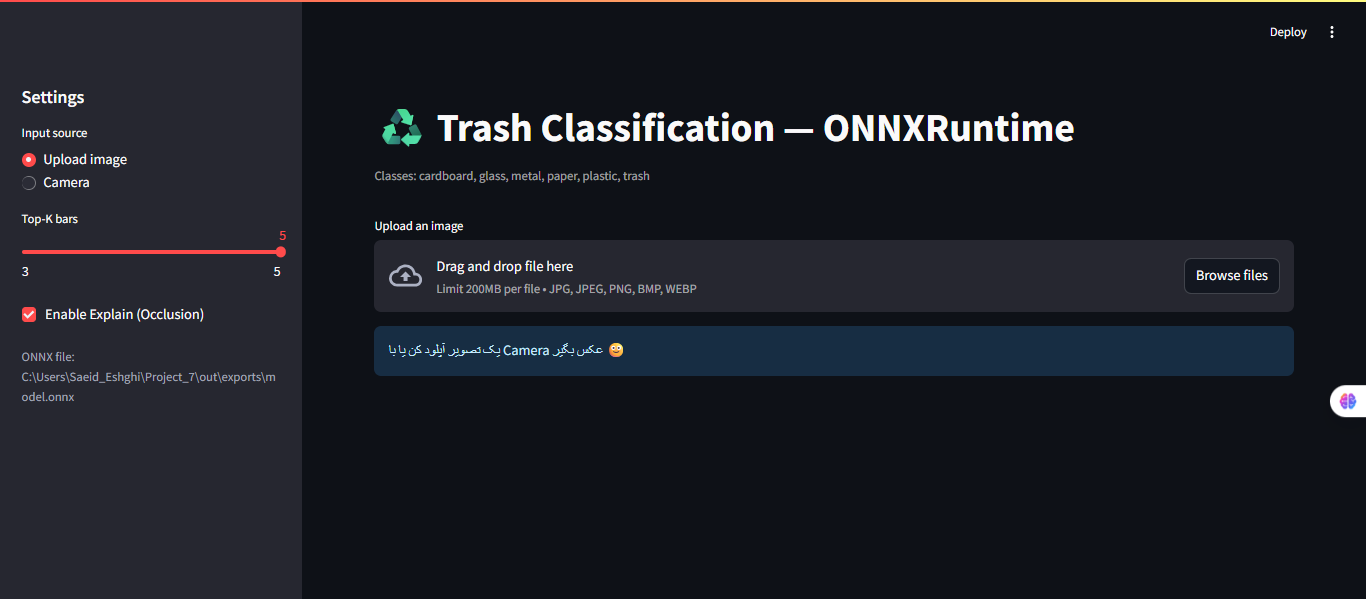 Deploy
Settings
Input source
Upload image
Camera
Top-K bars
5
3
5
Enable Explain (Occlusion)
ONNX file:
C:\Users\Saeid_Eshghi\Project_7\out\exports\m
odel.onnx
Trash Classification — ONNXRuntime
Classes: cardboard, glass, metal, paper, plastic, trash
Upload an image
Drag and drop file here
Limit 200MB per file • JPG, JPEG, PNG, BMP, WEBP
Browse files
یک تصویر آپلود کن یا با Camera عکس بگیر 🙂